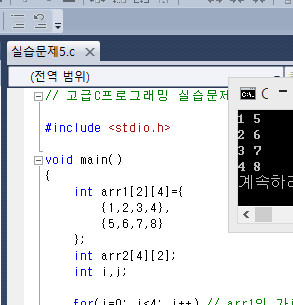 실습문제5.c
(전역 범위)
// 고급C프로그래밍 실습문제
#include <stdio.h>
void main()
{
int arr1[2][4]={
{1,2,3,4},
{5,6,7,8}
};
int arr2[4][2];
int i,j;
for(i=0; i<4; i++) // arr1의
C:\.
1 5
2 6
3 7
4 8
계속하려